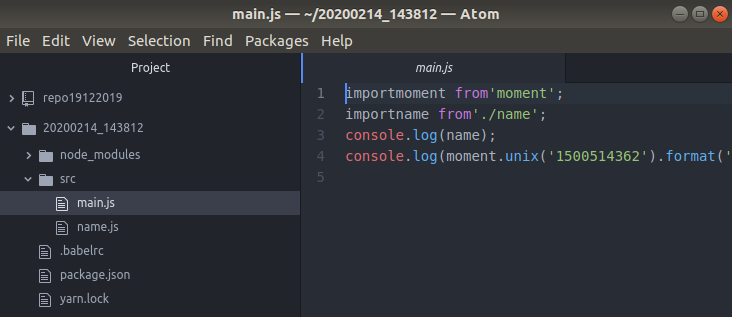 main.js — ~/20200214_143812 — Atom
File Edit View Selection Find Packages Help
Project
repo19122019
20200214_143812
node_modules
src
main.js
name.js
.babelrc
package.json
yarn.lock
main.js
1 importmoment from'moment';
2 importname from'./name';
3 console.log(name);
4 console.log(moment.unix('1500514362').format('
5